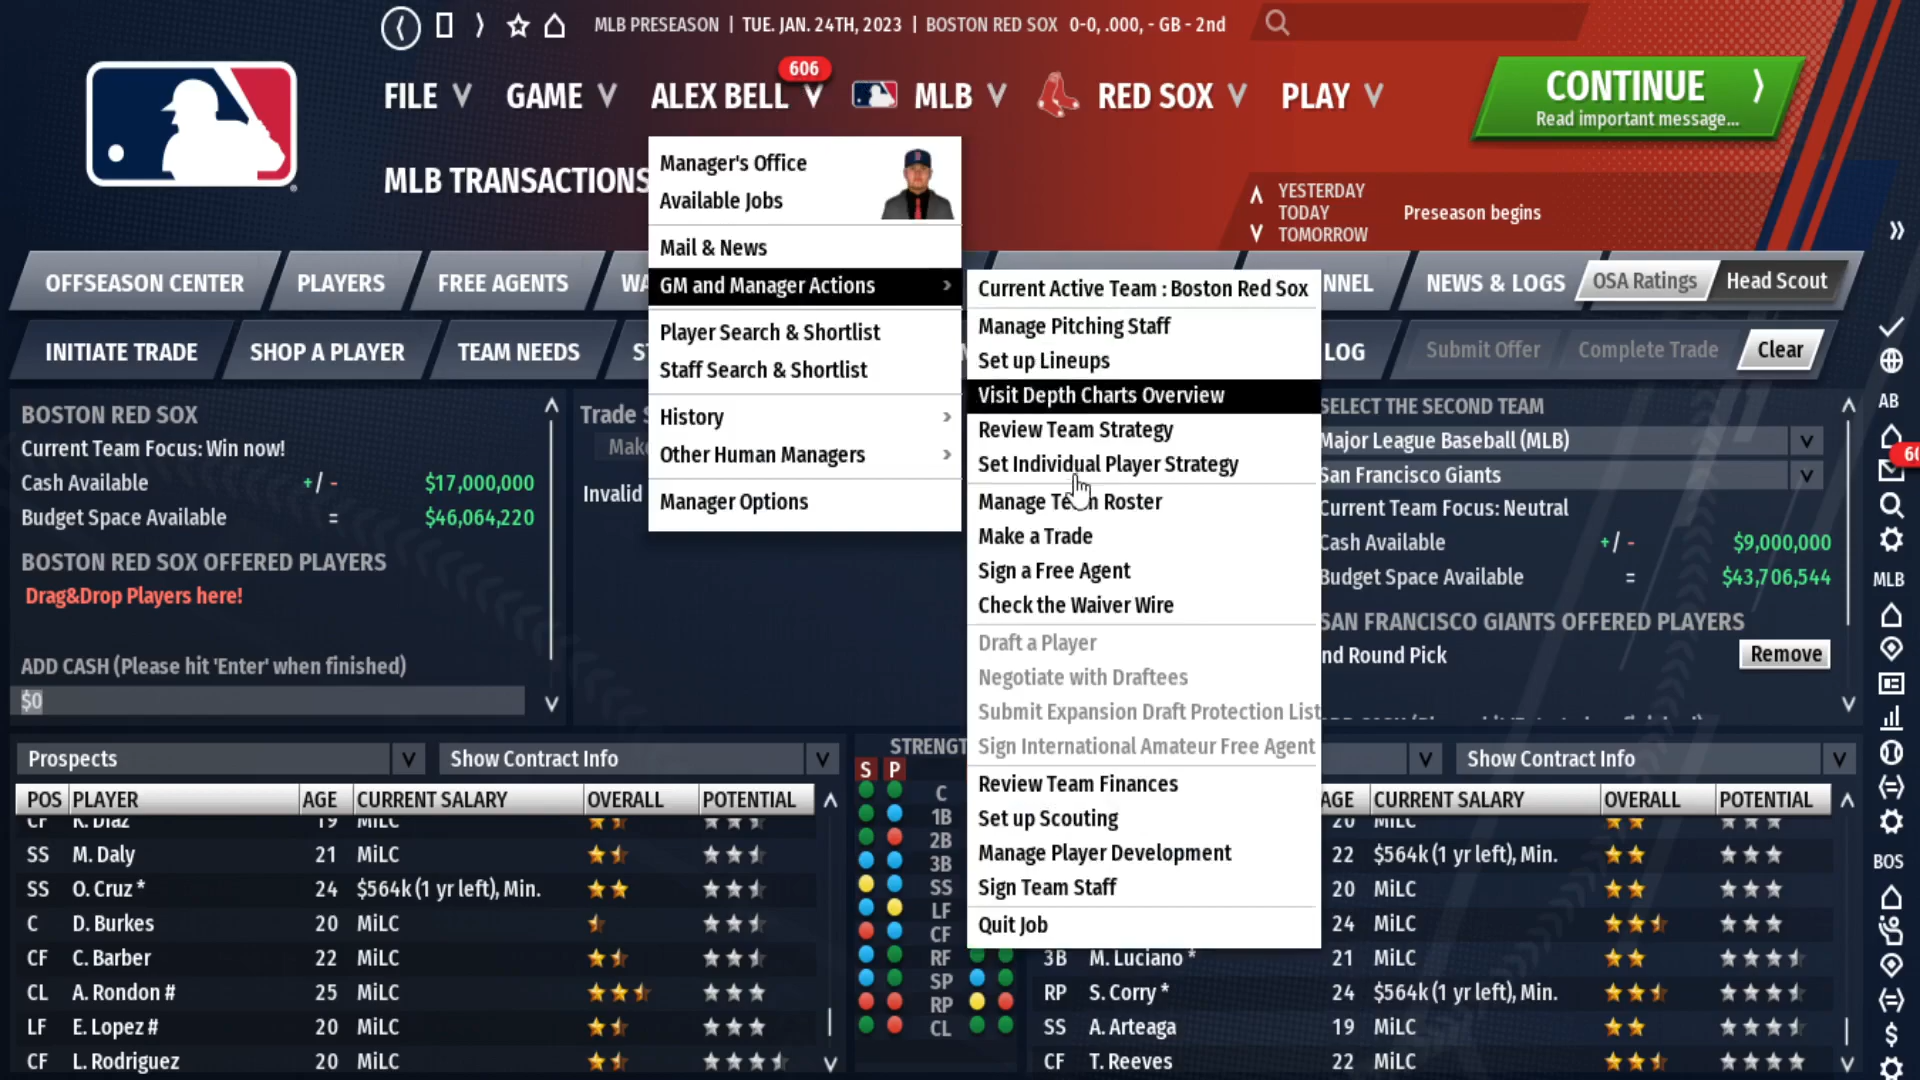 MLB PRESEASON | TUE. JAN. 24TH, 2023 | BOSTON RED SOX 0-0, .000, - GB - 2nd
606
FILE GAME ALEX BELL MLB RED SOX PLAY
CONTINUE
Read important message...
MLB TRANSACTIONS
YESTERDAY
TODAY
TOMORROW
Preseason begins
OFFSEASON CENTER PLAYERS FREE AGENTS WA NNEL NEWS & LOGS OSA Ratings Head Scout
INITIATE TRADE SHOP A PLAYER TEAM NEEDS ST LOG Submit Offer Complete Trade Clear
Manager's Office
Available Jobs
Mail & News
GM and Manager Actions
Player Search & Shortlist
Staff Search & Shortlist
History
Other Human Managers
Manager Options
Current Active Team : Boston Red Sox
Manage Pitching Staff
Set up Lineups
Visit Depth Charts Overview
Review Team Strategy
Set Individual Player Strategy
Manage Team Roster
Make a Trade
Sign a Free Agent
Check the Waiver Wire
Draft a Player
Negotiate with Draftees
Submit Expansion Draft Protection List
Sign International Amateur Free Agent
Review Team Finances
Set up Scouting
Manage Player Development
Sign Team Staff
Quit Job
BOSTON RED SOX
Current Team Focus: Win now!
Cash Available +/- $17,000,000
Budget Space Available = $46,064,220
BOSTON RED SOX OFFERED PLAYERS
Drag&Drop Players here!
ADD CASH (Please hit 'Enter' when finished)
$0
Trade S
Make
Invalid
SELECT THE SECOND TEAM
Major League Baseball (MLB)
San Francisco Giants
Current Team Focus: Neutral
Cash Available +/- $9,000,000
Budget Space Available = $43,706,544
SAN FRANCISCO GIANTS OFFERED PLAYERS
nd Round Pick Remove
AB
60
MLB
BOS
Prospects Show Contract Info
POS PLAYER AGE CURRENT SALARY OVERALL POTENTIAL
CF R. Diaz 19 MiLC
SS M. Daly 21 MiLC
SS O. Cruz * 24 $564k (1 yr left), Min.
C D. Burkes 20 MiLC
CF C. Barber 22 MiLC
CL A. Rondon # 25 MiLC
LF E. Lopez # 20 MiLC
CF L. Rodriguez 20 MiLC
STRENGT
S P
C
1B
2B
3B
SS
LF
CF
RF
SP
RP
CL
Show Contract Info
AGE CURRENT SALARY OVERALL POTENTIAL
20 MiLC
22 $564k (1 yr left), Min.
20 MiLC
24 MiLC
3B M. Luciano * 21 MiLC
RP S. Corry * 24 $564k (1 yr left), Min.
SS A. Arteaga 19 MiLC
CF T. Reeves 22 MiLC